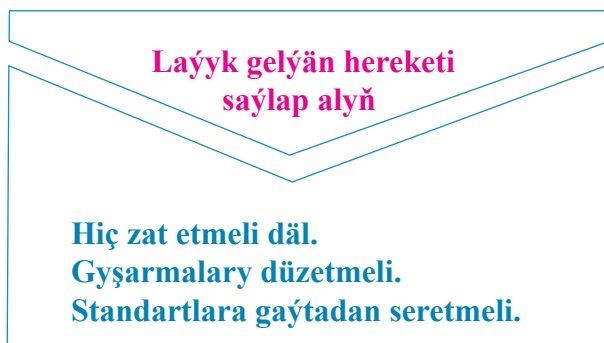 Laýyk gelýän hereketi
saýlap alyň
Hiç zat etmeli däl.
Gyşarmalary düzetmeli.
Standartlara gaýtadan seretmeli.